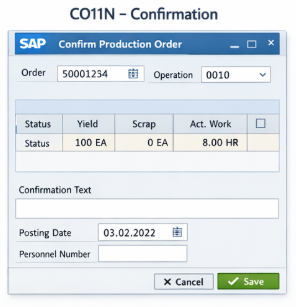 CO11N – Confirmation
SAP Confirm Production Order
Order 50001234 Operation 0010
Status Yield Scrap Act. Work
Status 100 EA 0 EA 8.00 HR
Confirmation Text
Posting Date 03.02.2022
Personnel Number
Cancel Save